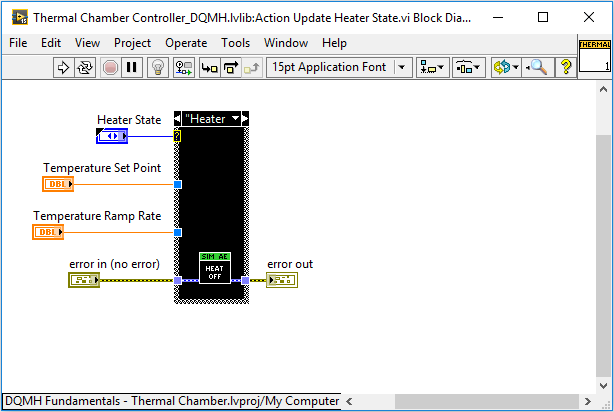 Thermal Chamber Controller_DQMH.lvlib:Action Update Heater State.vi Block Dia...
File Edit View Project Operate Tools Window Help
15pt Application Font
THERMAL
1
Heater State
"Heater
?
Temperature Set Point
DBL
Temperature Ramp Rate
DBL
error in (no error)
SIM AE
HEAT
OFF
error out
DQMH Fundamentals - Thermal Chamber.lvproj/My Computer